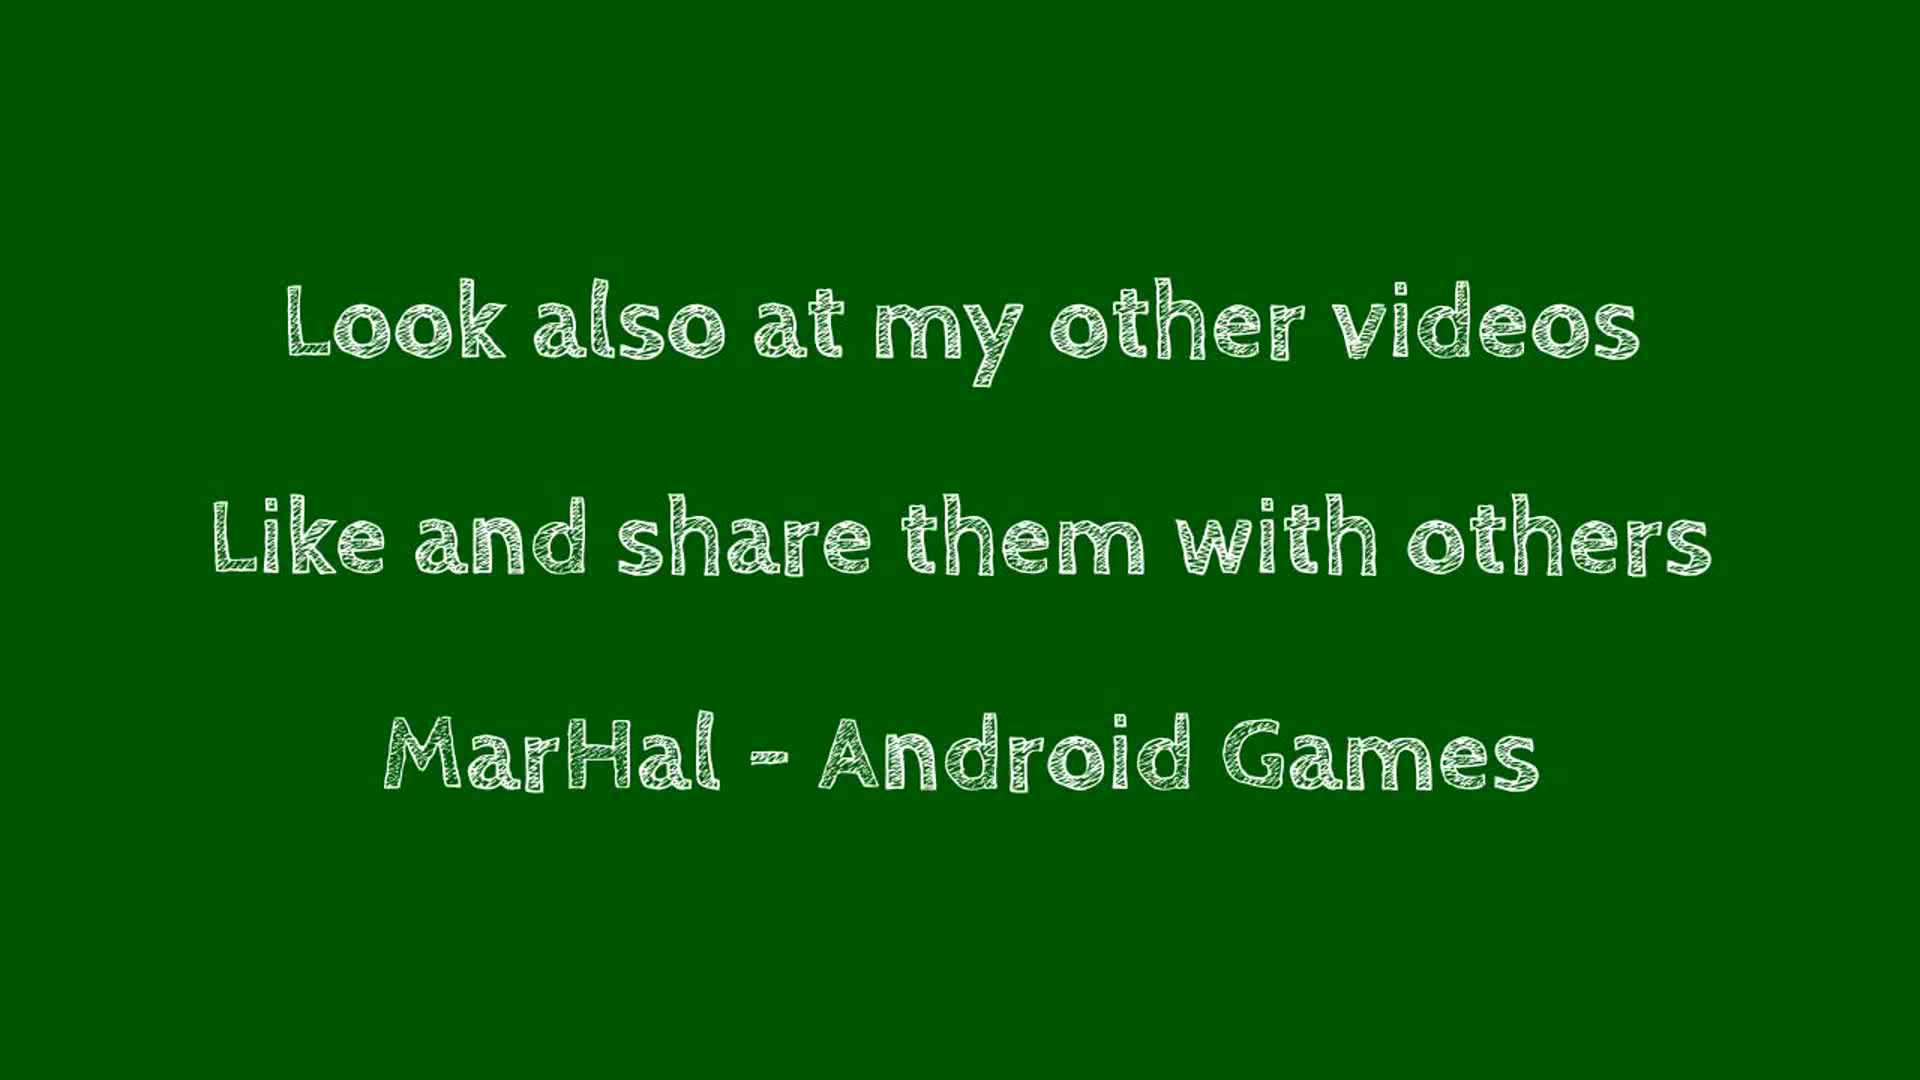 Look also at my other videos
Like and share them with others
MarHal - Android Games